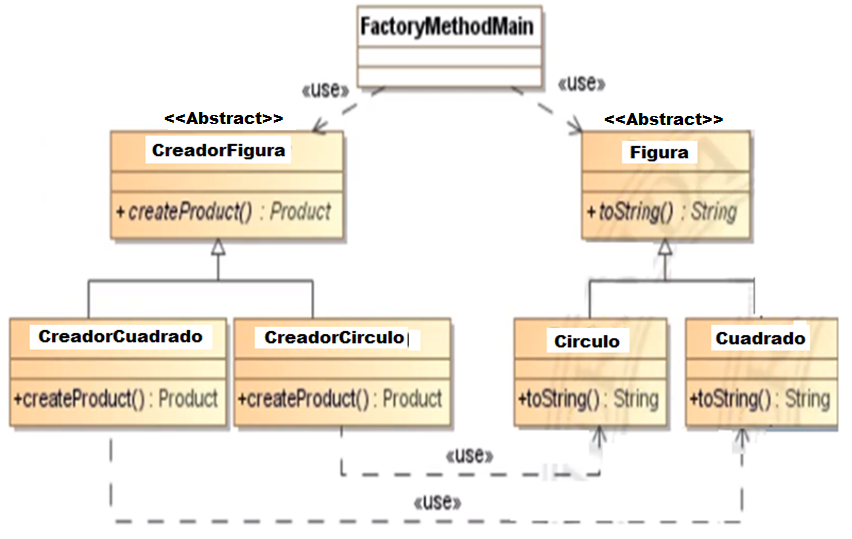 FactoryMethodMain
«use»
«use»
<<Abstract>>
<<Abstract>>
CreadorFigura
Figura
+ createProduct() : Product
+ toString() : String
CreadorCuadrado
CreadorCirculo
Circulo
Cuadrado
+createProduct() : Product
+createProduct() : Product
+toString() : String
+toString() : String
«use»
«use»